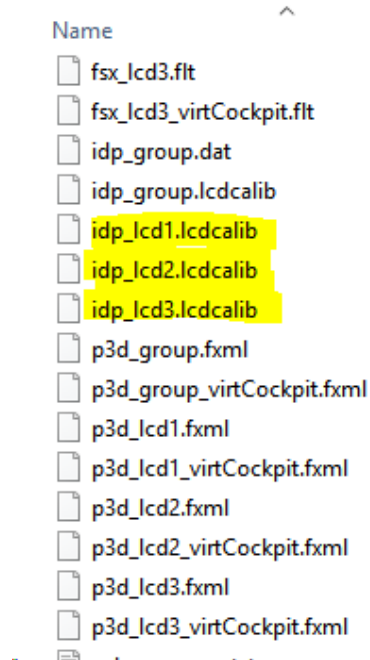 Name
fsx_lcd3.flt
fsx_lcd3_virtCockpit.flt
idp_group.dat
idp_group.lcdcalib
idp_lcd1.lcdcalib
idp_lcd2.lcdcalib
idp_lcd3.lcdcalib
p3d_group.fxml
p3d_group_virtCockpit.fxml
p3d_lcd1.fxml
p3d_lcd1_virtCockpit.fxml
p3d_lcd2.fxml
p3d_lcd2_virtCockpit.fxml
p3d_lcd3.fxml
p3d_lcd3_virtCockpit.fxml